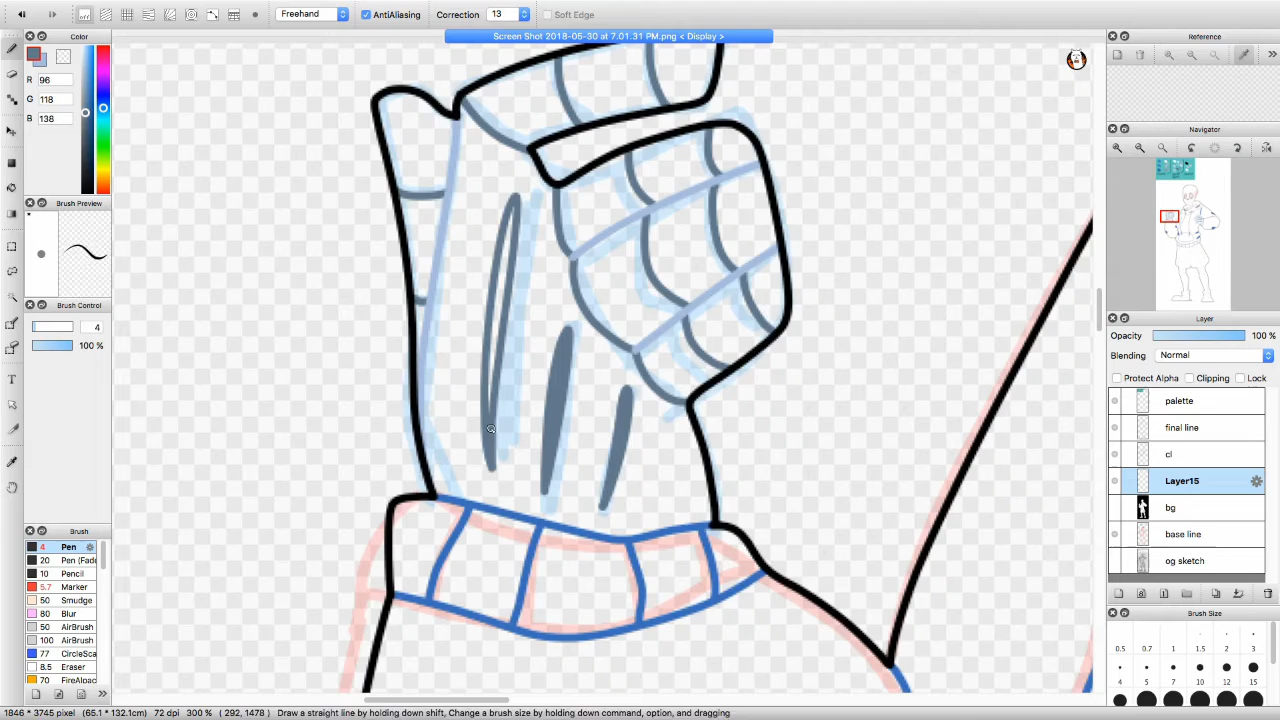 off
Freehand
AntiAliasing
Correction
13
Soft Edge
Screen Shot 2018-05-30 at 7.01.31 PM.png < Display >
Color
Reference
R 96
G 118
B 138
Navigator
Brush Preview
Brush Control
4
100 %
Layer
Opacity
100 %
Blending
Normal
Protect Alpha
Clipping
Lock
palette
final line
cl
Layer15
bg
base line
og sketch
Brush
4 Pen
20 Pen (Fade
10 Pencil
5.7 Marker
50 Smudge
80 Blur
50 AirBrush
100 AirBrush
77 CircleSca
8.5 Eraser
70 FireAlpac
Brush Size
0.5 0.7 1 1.5 2 3
4 5 7 10 12 15
1846 * 3745 pixel (65.1 * 132.1cm) 72 dpi 300 % ( 292, 1478 ) Draw a straight line by holding down shift, Change a brush size by holding down command, option, and dragging